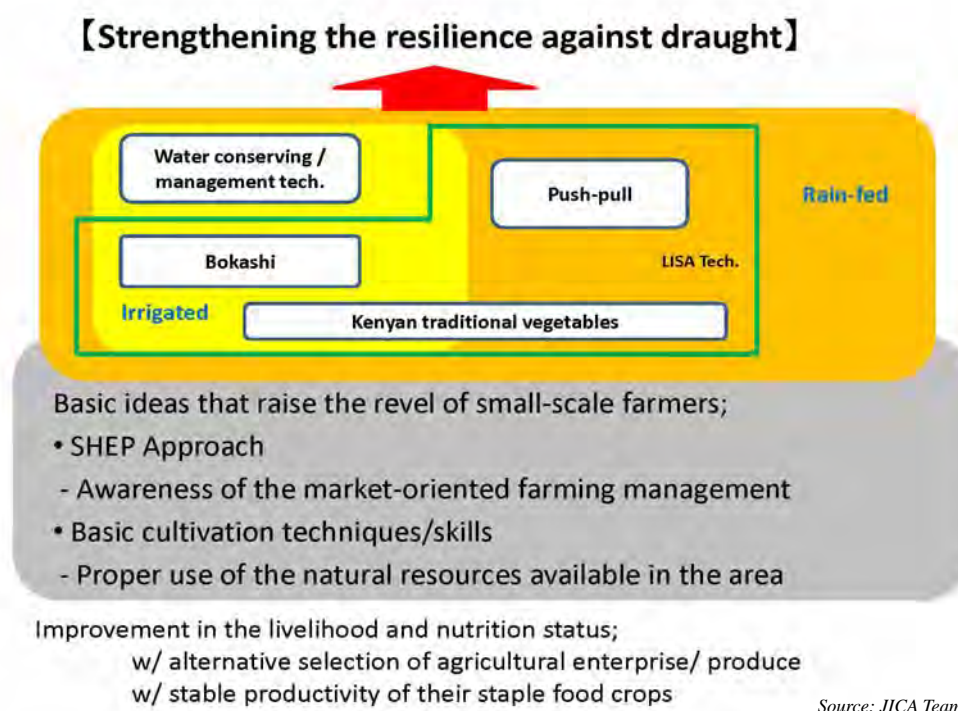 【Strengthening the resilience against draught】
Water conserving /
management tech.
Push-pull
Rain-fed
Bokashi
LISA Tech.
Irrigated
Kenyan traditional vegetables
Basic ideas that raise the revel of small-scale farmers;
• SHEP Approach
- Awareness of the market-oriented farming management
• Basic cultivation techniques/skills
- Proper use of the natural resources available in the area
Improvement in the livelihood and nutrition status;
w/ alternative selection of agricultural enterprise/ produce
w/ stable productivity of their staple food crops
Source: JICA Team